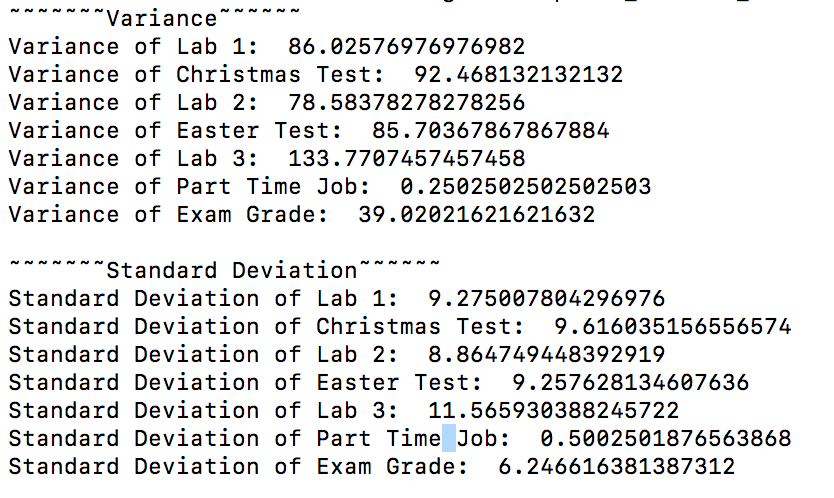 ~~~~~~~Variance~~~~~~
Variance of Lab 1:  86.02576976976982
Variance of Christmas Test:  92.468132132132
Variance of Lab 2:  78.58378278278256
Variance of Easter Test:  85.70367867867884
Variance of Lab 3:  133.7707457457458
Variance of Part Time Job:  0.2502502502502503
Variance of Exam Grade:  39.02021621621632

~~~~~~~Standard Deviation~~~~~~
Standard Deviation of Lab 1:  9.275007804296976
Standard Deviation of Christmas Test:  9.616035156556574
Standard Deviation of Lab 2:  8.864749448392919
Standard Deviation of Easter Test:  9.257628134607636
Standard Deviation of Lab 3:  11.565930388245722
Standard Deviation of Part Time Job:  0.5002501876563868
Standard Deviation of Exam Grade:  6.246616381387312